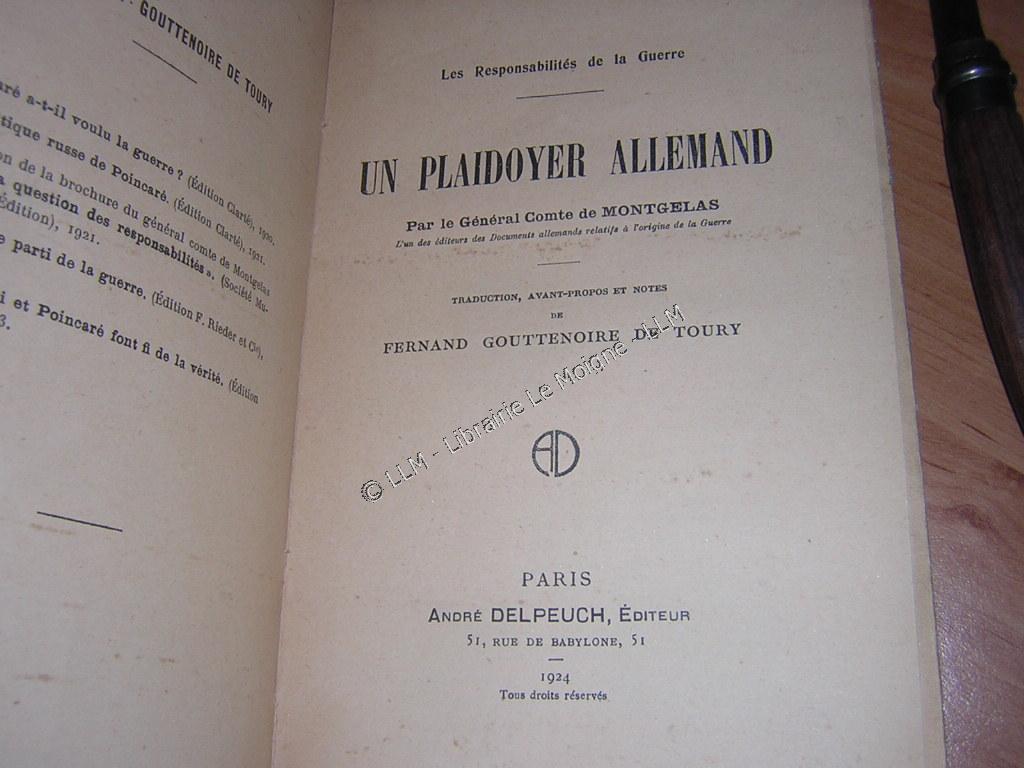 GOUTTENOIRE DE TOURY
a-t-il voulu la guerre ? (Édition Clarté), 1920.
russe de Poincaré. (Édition Clarté), 1921.
de la brochure du général comte de Montgelas
question des responsabilités». (Société Mu-
Édition), 1921.
parti de la guerre. (Édition F. Rieder et Cie),
et Poincaré font fi de la vérité. (Édition
3.
Les Responsabilités de la Guerre
UN PLAIDOYER ALLEMAND
Par le Général Comte de MONTGELAS
L'un des éditeurs des Documents allemands relatifs à l'origine de la Guerre
TRADUCTION, AVANT-PROPOS ET NOTES
DE
FERNAND GOUTTENOIRE DE TOURY
© LLM - Librairie Le Moigne - LLM
AD
PARIS
ANDRÉ DELPEUCH, ÉDITEUR
51, RUE DE BABYLONE, 51
1924
Tous droits réservés